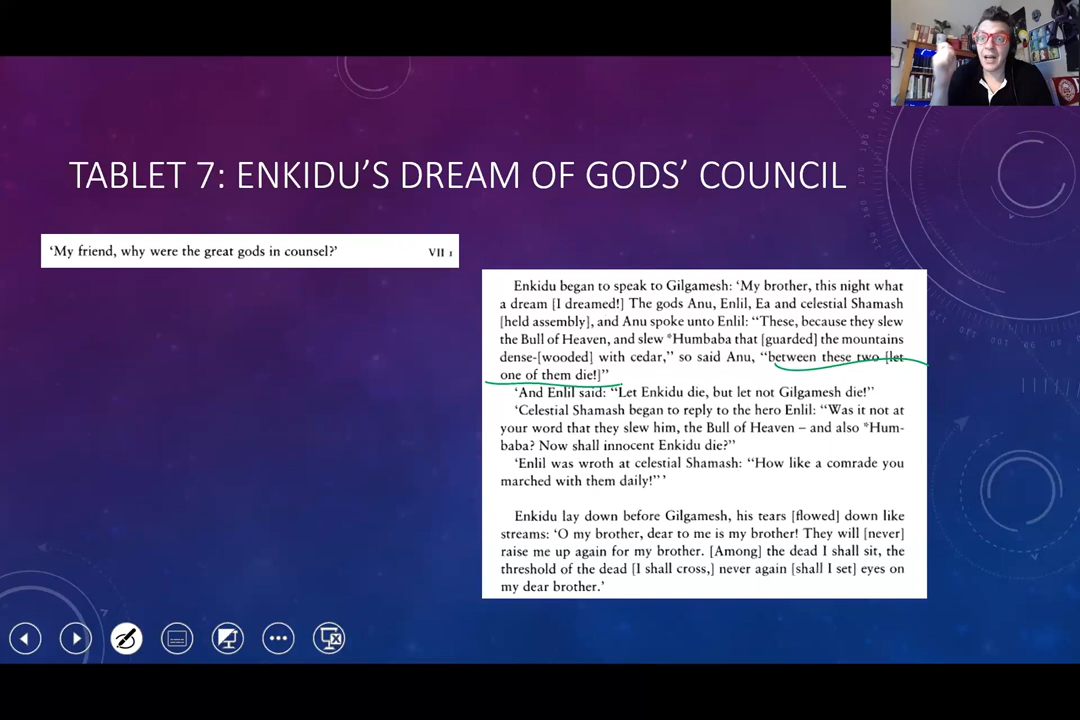 TABLET 7: ENKIDU'S DREAM OF GODS' COUNCIL
'My friend, why were the great gods in counsel?' VII 1
Enkidu began to speak to Gilgamesh: 'My brother, this night what
a dream [I dreamed!] The gods Anu, Enlil, Ea and celestial Shamash
[held assembly], and Anu spoke unto Enlil: "These, because they slew
the Bull of Heaven, and slew *Humbaba that [guarded] the mountains
dense-[wooded] with cedar," so said Anu, "between these two [let
one of them die!]"
'And Enlil said: "Let Enkidu die, but let not Gilgamesh die!"
'Celestial Shamash began to reply to the hero Enlil: "Was it not at
your word that they slew him, the Bull of Heaven – and also *Hum-
baba? Now shall innocent Enkidu die?"
'Enlil was wroth at celestial Shamash: "How like a comrade you
marched with them daily!"'
Enkidu lay down before Gilgamesh, his tears [flowed] down like
streams: 'O my brother, dear to me is my brother! They will [never]
raise me up again for my brother. [Among] the dead I shall sit, the
threshold of the dead [I shall cross,] never again [shall I set] eyes on
my dear brother.'